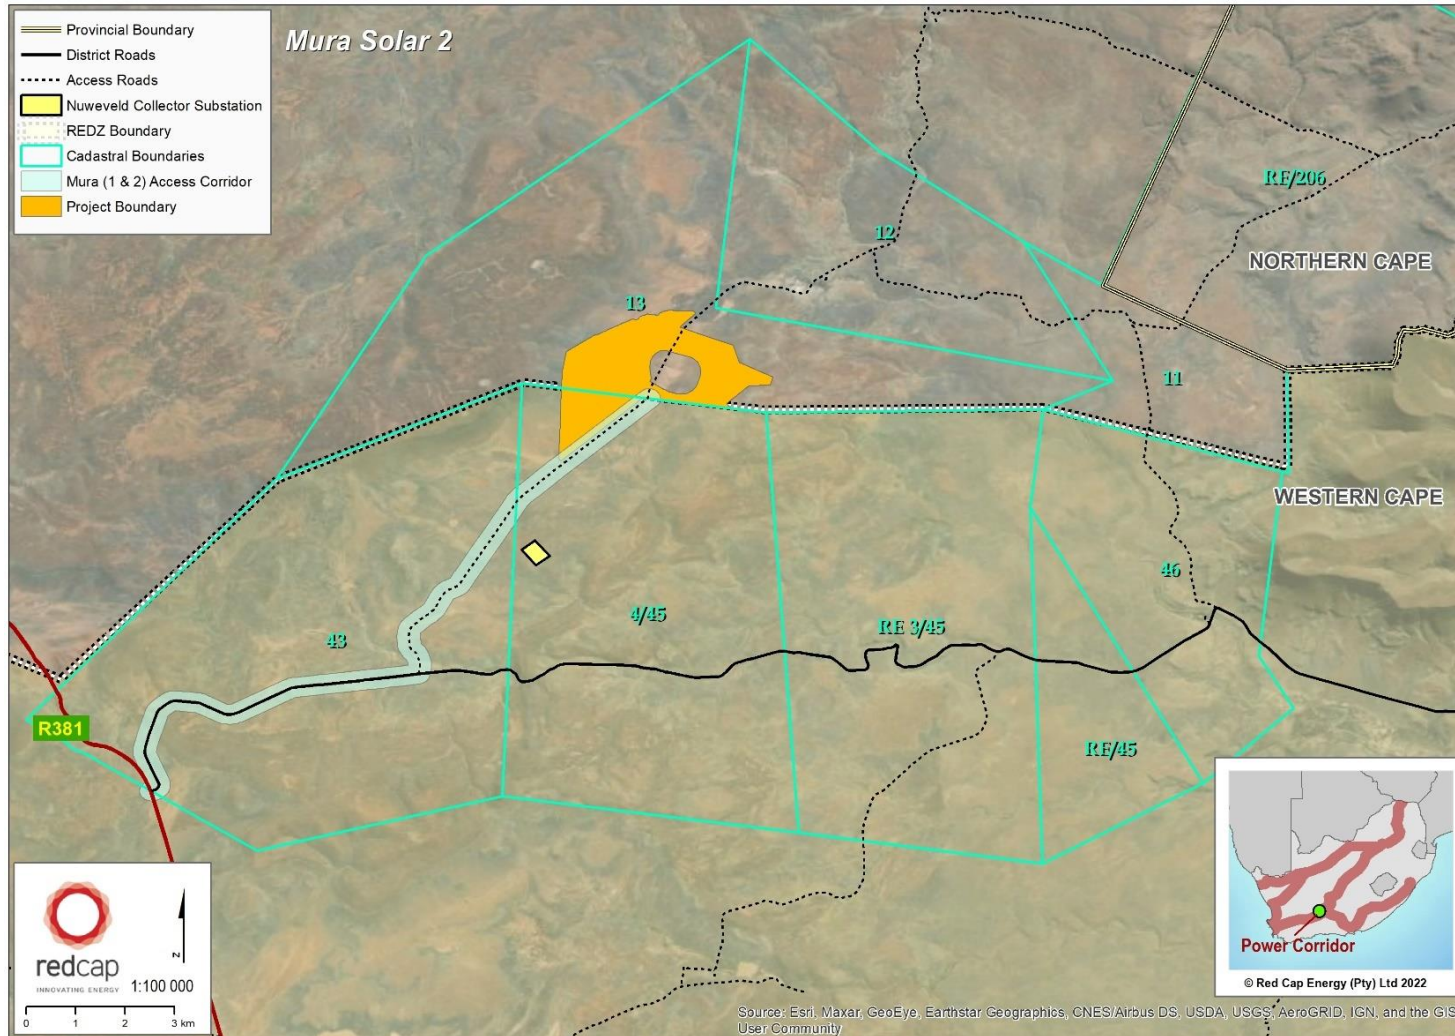 Mura Solar 2
Provincial Boundary
District Roads
Access Roads
Nuweveld Collector Substation
REDZ Boundary
Cadastral Boundaries
Mura (1 & 2) Access Corridor
Project Boundary
RE/206
12
NORTHERN CAPE
13
11
WESTERN CAPE
46
4/45
RE 3/45
43
R381
RE/45
Power Corridor
© Red Cap Energy (Pty) Ltd 2022
redcap
INNOVATING ENERGY
z
1:100 000
0 1 2 3 km
Source: Esri, Maxar, GeoEye, Earthstar Geographics, CNES/Airbus DS, USDA, USGS, AeroGRID, IGN, and the
User Community